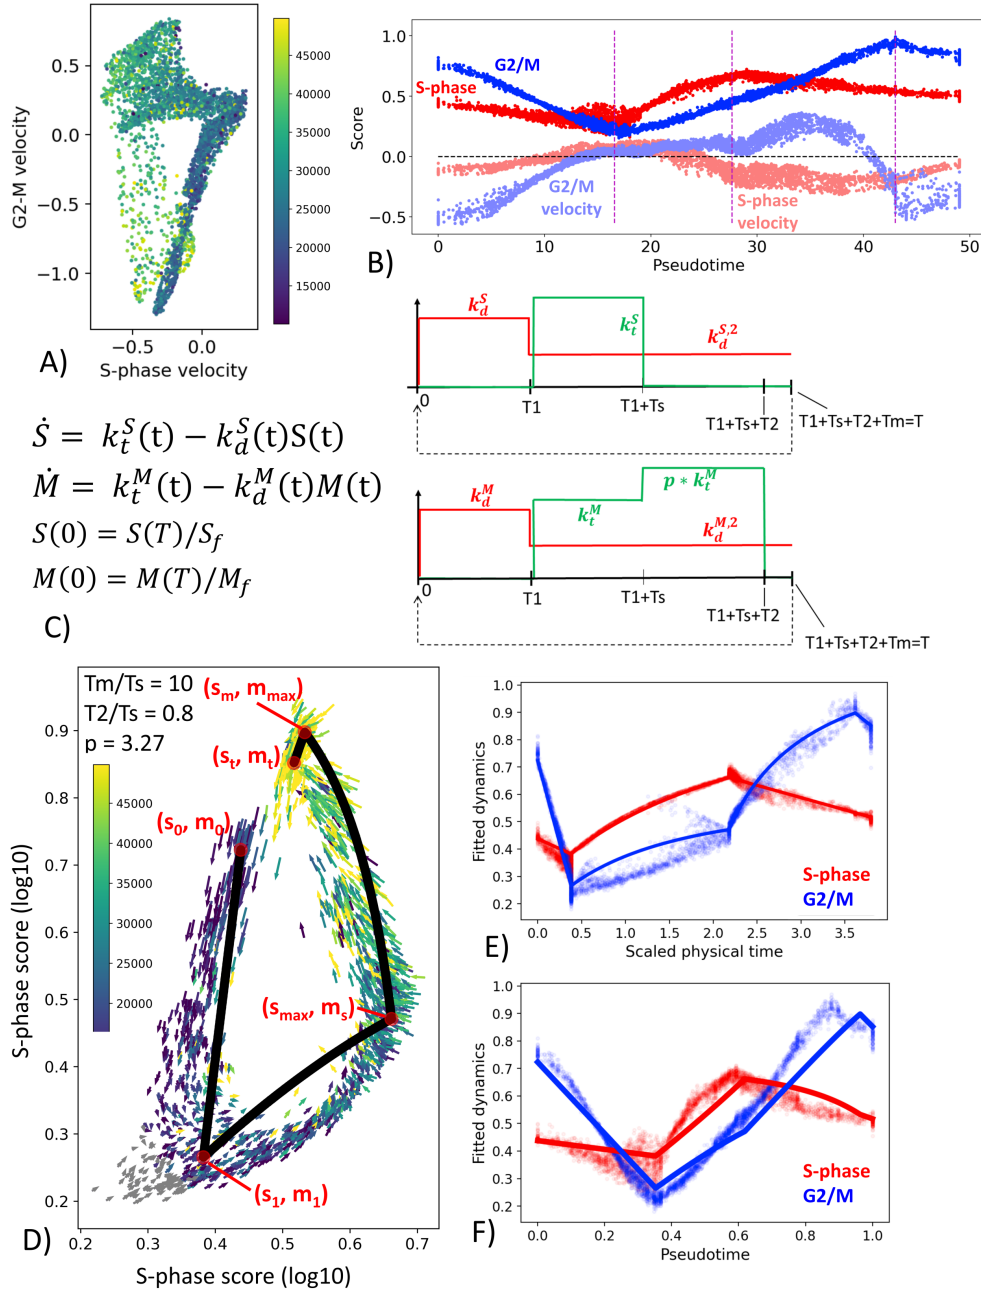 G2-M velocity
0.5
0.0
−0.5
−1.0
−0.5
0.0
S-phase velocity
45000
40000
35000
30000
25000
20000
15000
A)
Score
1.0
0.5
0.0
−0.5
G2/M
S-phase
G2/M
velocity
S-phase
velocity
0
10
20
30
40
50
Pseudotime
B)
Ṡ = k_t^S(t) − k_d^S(t)S(t)
Ṁ = k_t^M(t) − k_d^M(t)M(t)
S(0) = S(T)/S_f
M(0) = M(T)/M_f
C)
k_d^S
k_t^S
k_d^{S,2}
0
T1
T1+Ts
T1+Ts+T2
T1+Ts+T2+Tm=T
k_d^M
k_t^M
p * k_t^M
k_d^{M,2}
0
T1
T1+Ts
T1+Ts+T2
T1+Ts+T2+Tm=T
Tm/Ts = 10
T2/Ts = 0.8
p = 3.27
(s_m, m_max)
(s_t, m_t)
(s_0, m_0)
(s_max, m_s)
(s_1, m_1)
45000
40000
35000
30000
25000
20000
S-phase score (log10)
0.9
0.8
0.7
0.6
0.5
0.4
0.3
0.2
0.2
0.3
0.4
0.5
0.6
0.7
S-phase score (log10)
D)
Fitted dynamics
1.0
0.9
0.8
0.7
0.6
0.5
0.4
0.3
0.2
S-phase
G2/M
0.0
0.5
1.0
1.5
2.0
2.5
3.0
3.5
Scaled physical time
E)
Fitted dynamics
1.0
0.9
0.8
0.7
0.6
0.5
0.4
0.3
0.2
S-phase
G2/M
0.0
0.2
0.4
0.6
0.8
1.0
Pseudotime
F)